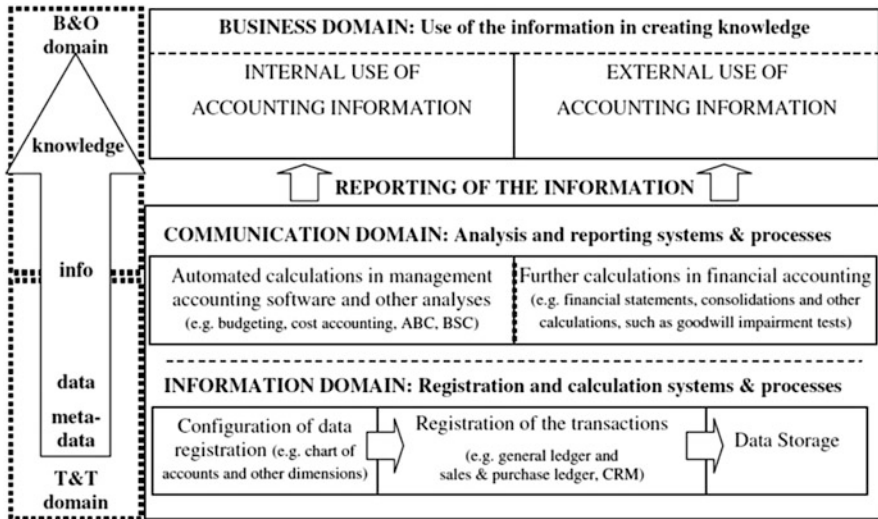 B&O
domain
knowledge
info
data
meta-
data
T&T
domain
BUSINESS DOMAIN: Use of the information in creating knowledge
INTERNAL USE OF
ACCOUNTING INFORMATION
EXTERNAL USE OF
ACCOUNTING INFORMATION
REPORTING OF THE INFORMATION
COMMUNICATION DOMAIN: Analysis and reporting systems & processes
Automated calculations in management
accounting software and other analyses
(e.g. budgeting, cost accounting, ABC, BSC)
Further calculations in financial accounting
(e.g. financial statements, consolidations and other
calculations, such as goodwill impairment tests)
INFORMATION DOMAIN: Registration and calculation systems & processes
Configuration of data
registration (e.g. chart of
accounts and other dimensions)
Registration of the transactions
(e.g. general ledger and
sales & purchase ledger, CRM)
Data Storage